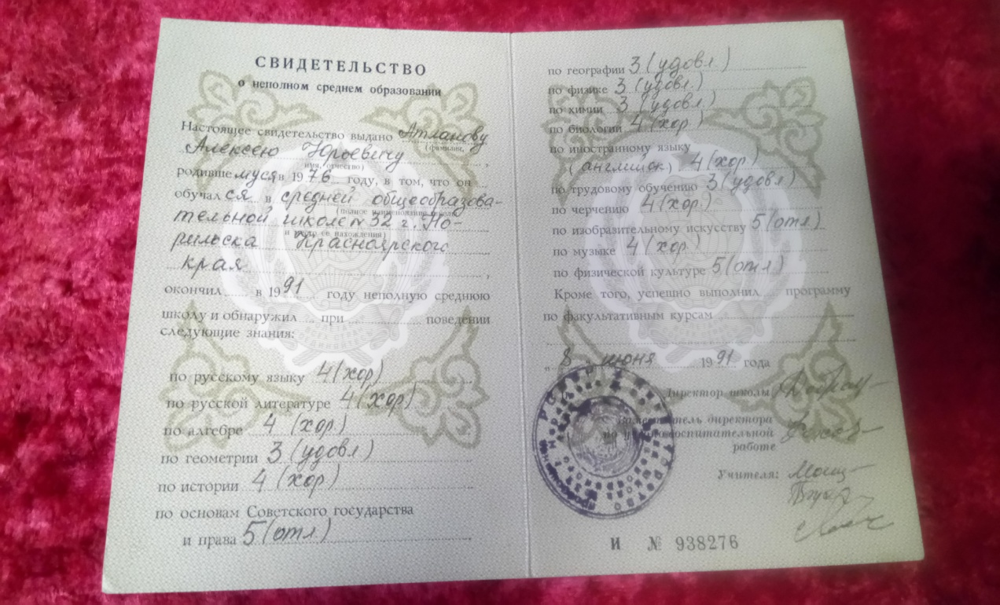 СВИДЕТЕЛЬСТВО
о неполном среднем образовании
Настоящее свидетельство выдано Атланову
(фамилия,
Алексею Юрьевичу,
имя, отчество)
родившемуся в 1976 году, в том, что он
обучался в средней общеобразова-
(полное наименование школы
тельной школе N 32 г. Но-
и место ее нахождения)
рильска Красноярского
края,
окончил в 1991 году неполную среднюю
школу и обнаружил при поведении
следующие знания:
по русскому языку 4 (хор)
по русской литературе 4 (хор)
по алгебре 4 (хор)
по геометрии 3 (удовл)
по истории 4 (хор)
по основам Советского государства
и права 5 (отл)
по географии 3 (удовл)
по физике 3 (удовл.)
по химии 3 (удовл)
по биологии 4 (хор)
по иностранному языку
(английск) 4 (хор)
по трудовому обучению 3 (удовл)
по черчению 4 (хор)
по изобразительному искусству 5 (отл)
по музыке 4 (хор)
по физической культуре 5 (отл)
Кроме того, успешно выполнил программу
по факультативным курсам
„ 8 „ июня 1991 года
Директор школы
Заместитель директора
по учебно-воспитательной
работе
Учителя:
И № 938276